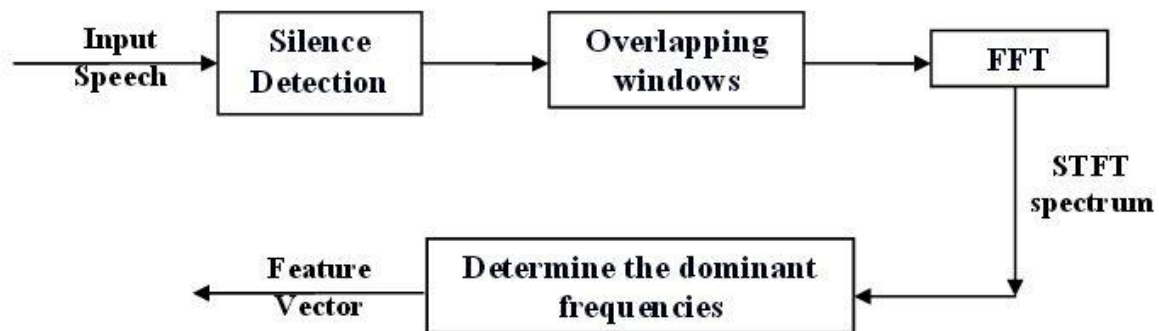 Input
Speech
Silence
Detection
Overlapping
windows
FFT
STFT
spectrum
Determine the dominant
frequencies
Feature
Vector